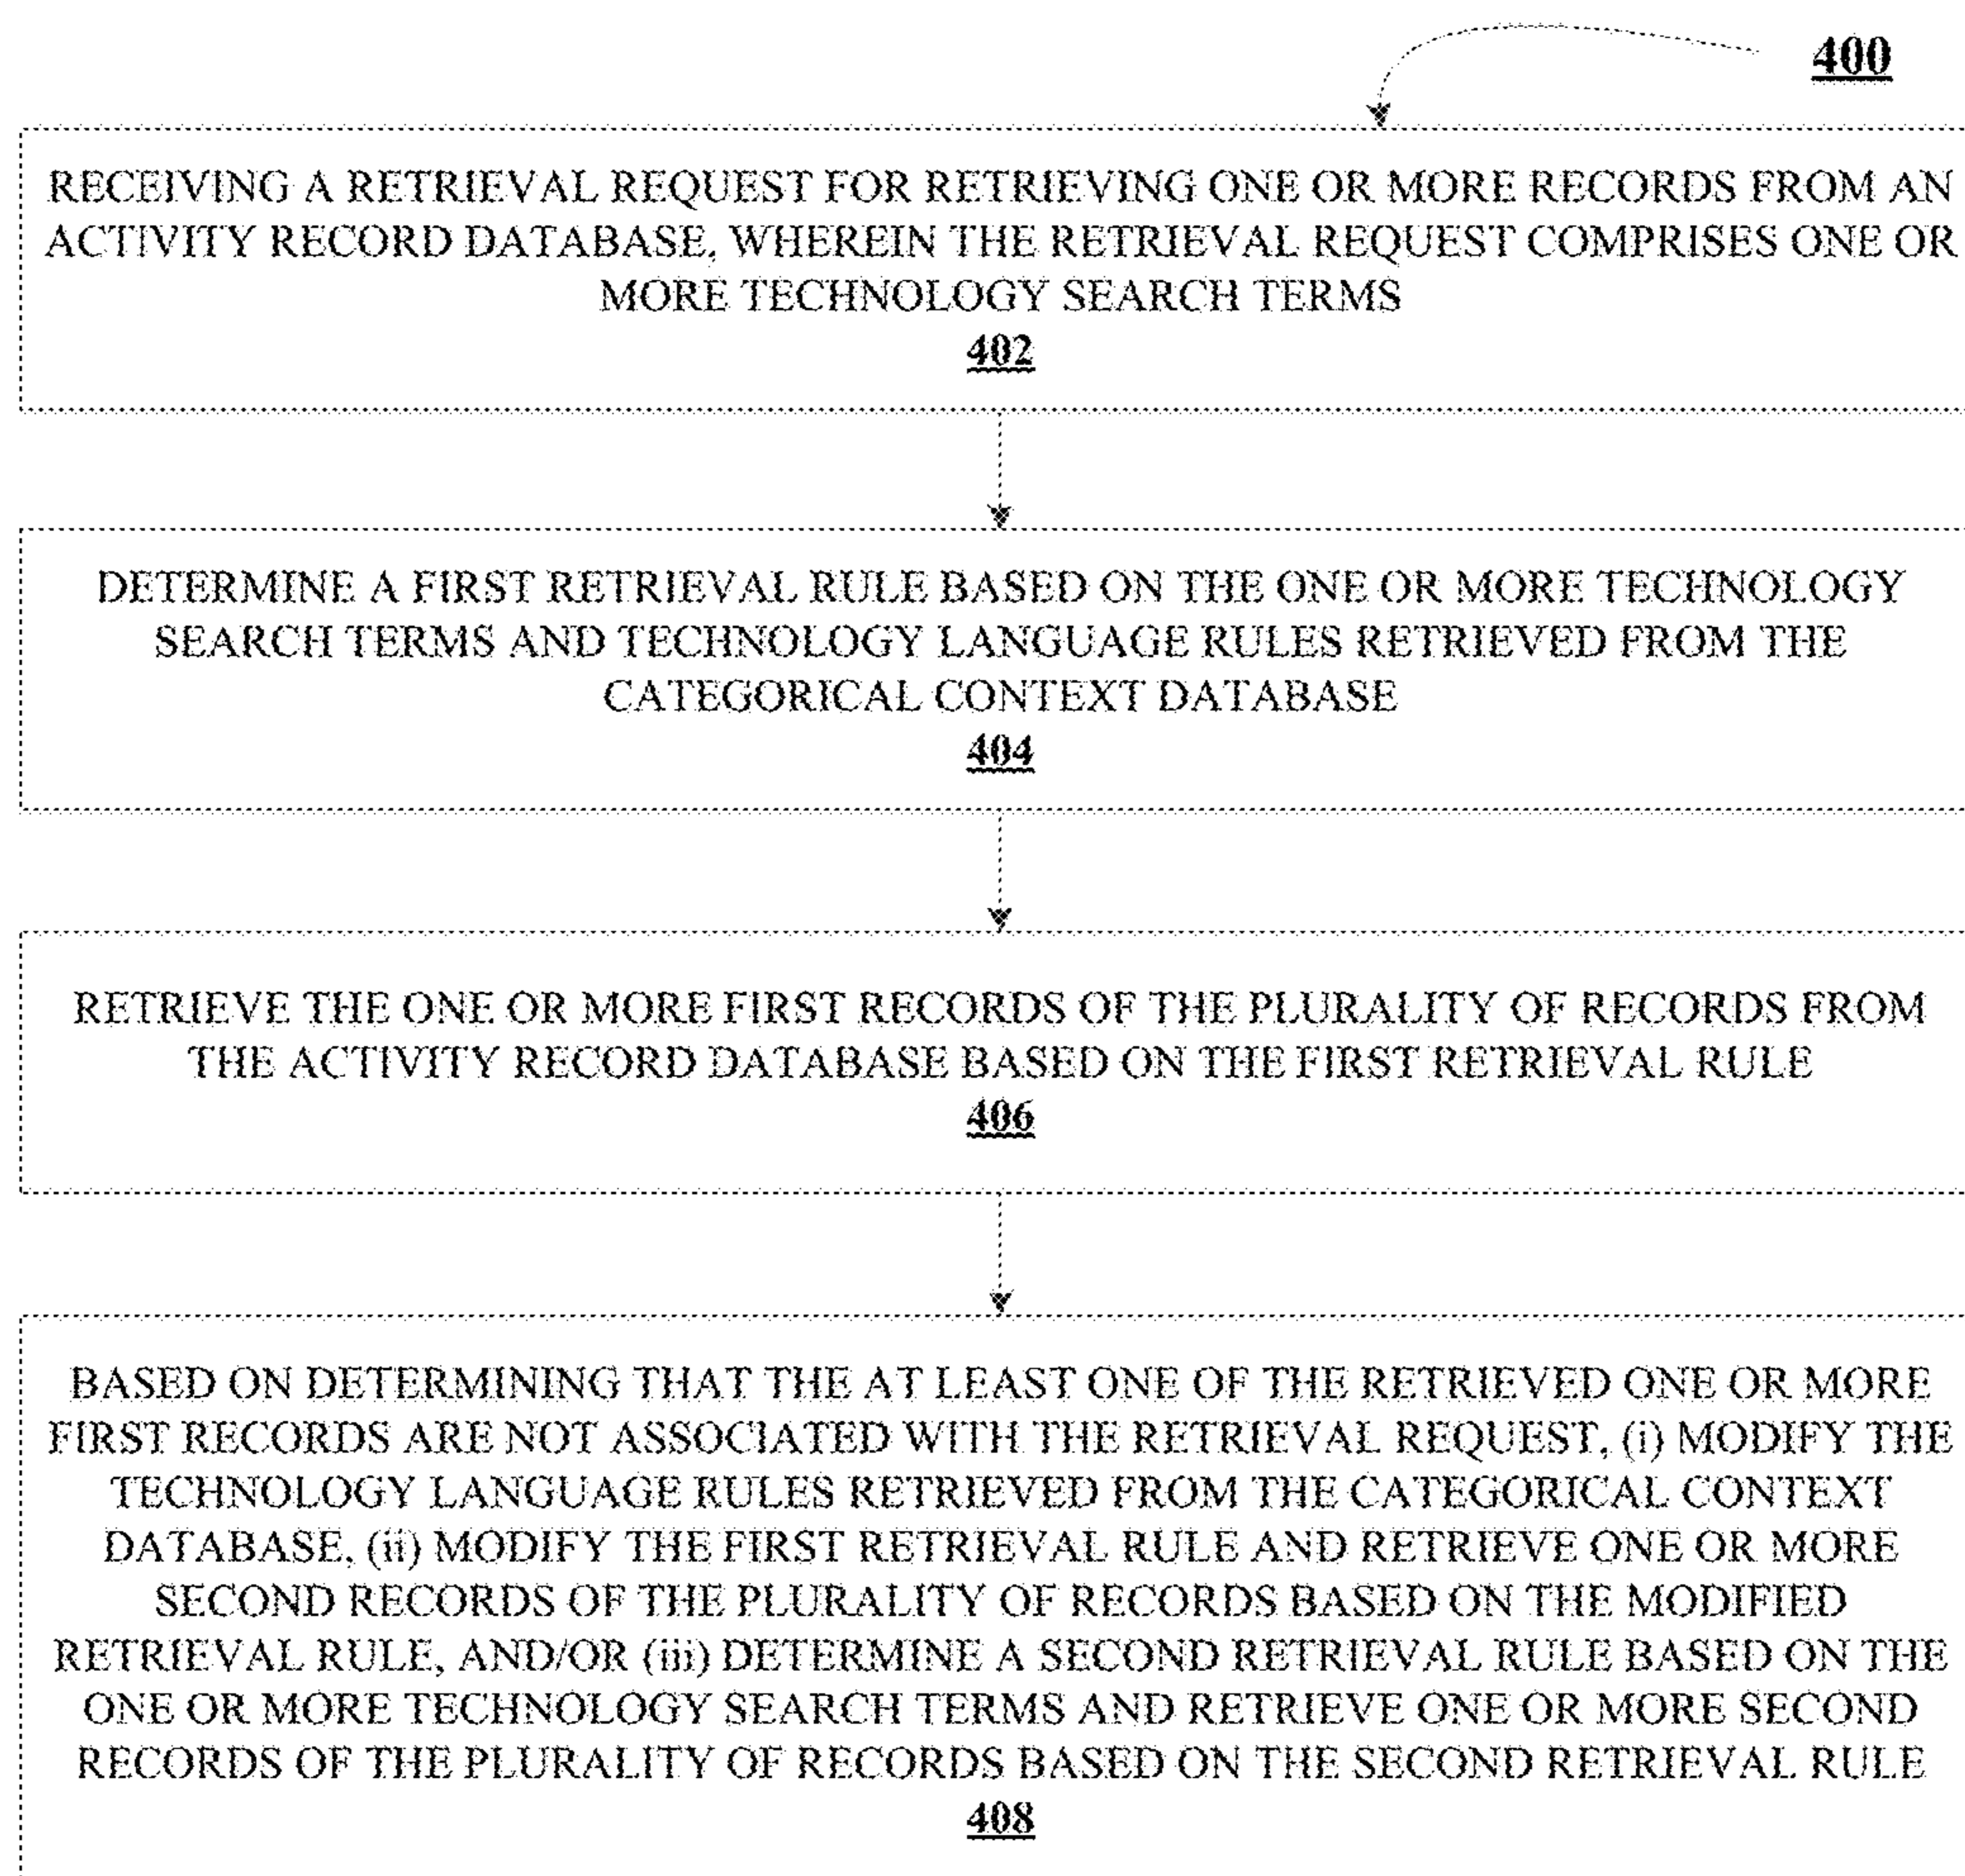 400
RECEIVING A RETRIEVAL REQUEST FOR RETRIEVING ONE OR MORE RECORDS FROM AN
ACTIVITY RECORD DATABASE, WHEREIN THE RETRIEVAL REQUEST COMPRISES ONE OR
MORE TECHNOLOGY SEARCH TERMS
402
DETERMINE A FIRST RETRIEVAL RULE BASED ON THE ONE OR MORE TECHNOLOGY
SEARCH TERMS AND TECHNOLOGY LANGUAGE RULES RETRIEVED FROM THE
CATEGORICAL CONTEXT DATABASE
404
RETRIEVE THE ONE OR MORE FIRST RECORDS OF THE PLURALITY OF RECORDS FROM
THE ACTIVITY RECORD DATABASE BASED ON THE FIRST RETRIEVAL RULE
406
BASED ON DETERMINING THAT THE AT LEAST ONE OF THE RETRIEVED ONE OR MORE
FIRST RECORDS ARE NOT ASSOCIATED WITH THE RETRIEVAL REQUEST, (i) MODIFY THE
TECHNOLOGY LANGUAGE RULES RETRIEVED FROM THE CATEGORICAL CONTEXT
DATABASE, (ii) MODIFY THE FIRST RETRIEVAL RULE AND RETRIEVE ONE OR MORE
SECOND RECORDS OF THE PLURALITY OF RECORDS BASED ON THE MODIFIED
RETRIEVAL RULE, AND/OR (iii) DETERMINE A SECOND RETRIEVAL RULE BASED ON THE
ONE OR MORE TECHNOLOGY SEARCH TERMS AND RETRIEVE ONE OR MORE SECOND
RECORDS OF THE PLURALITY OF RECORDS BASED ON THE SECOND RETRIEVAL RULE
408